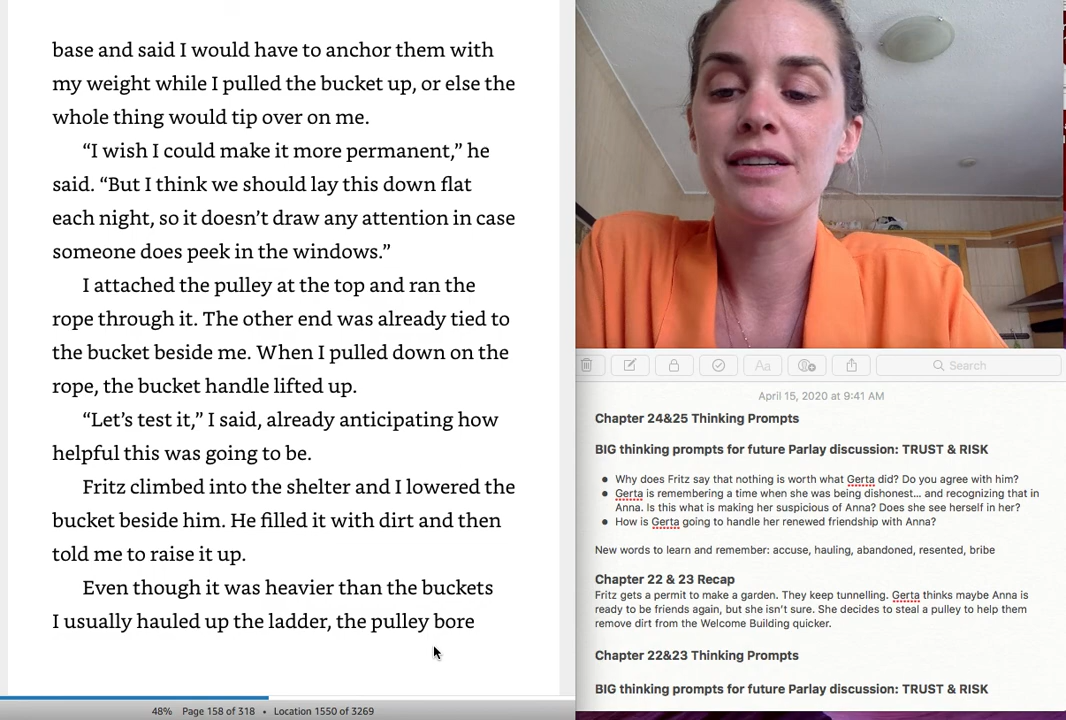 base and said I would have to anchor them with
my weight while I pulled the bucket up, or else the
whole thing would tip over on me.
“I wish I could make it more permanent,” he
said. “But I think we should lay this down flat
each night, so it doesn’t draw any attention in case
someone does peek in the windows.”
I attached the pulley at the top and ran the
rope through it. The other end was already tied to
the bucket beside me. When I pulled down on the
rope, the bucket handle lifted up.
“Let’s test it,” I said, already anticipating how
helpful this was going to be.
Fritz climbed into the shelter and I lowered the
bucket beside him. He filled it with dirt and then
told me to raise it up.
Even though it was heavier than the buckets
I usually hauled up the ladder, the pulley bore
48% Page 158 of 318 • Location 1550 of 3269
Aa
Search
April 15, 2020 at 9:41 AM
Chapter 24&25 Thinking Prompts
BIG thinking prompts for future Parlay discussion: TRUST & RISK
• Why does Fritz say that nothing is worth what Gerta did? Do you agree with him?
• Gerta is remembering a time when she was being dishonest... and recognizing that in
Anna. Is this what is making her suspicious of Anna? Does she see herself in her?
• How is Gerta going to handle her renewed friendship with Anna?
New words to learn and remember: accuse, hauling, abandoned, resented, bribe
Chapter 22 & 23 Recap
Fritz gets a permit to make a garden. They keep tunnelling. Gerta thinks maybe Anna is
ready to be friends again, but she isn't sure. She decides to steal a pulley to help them
remove dirt from the Welcome Building quicker.
Chapter 22&23 Thinking Prompts
BIG thinking prompts for future Parlay discussion: TRUST & RISK